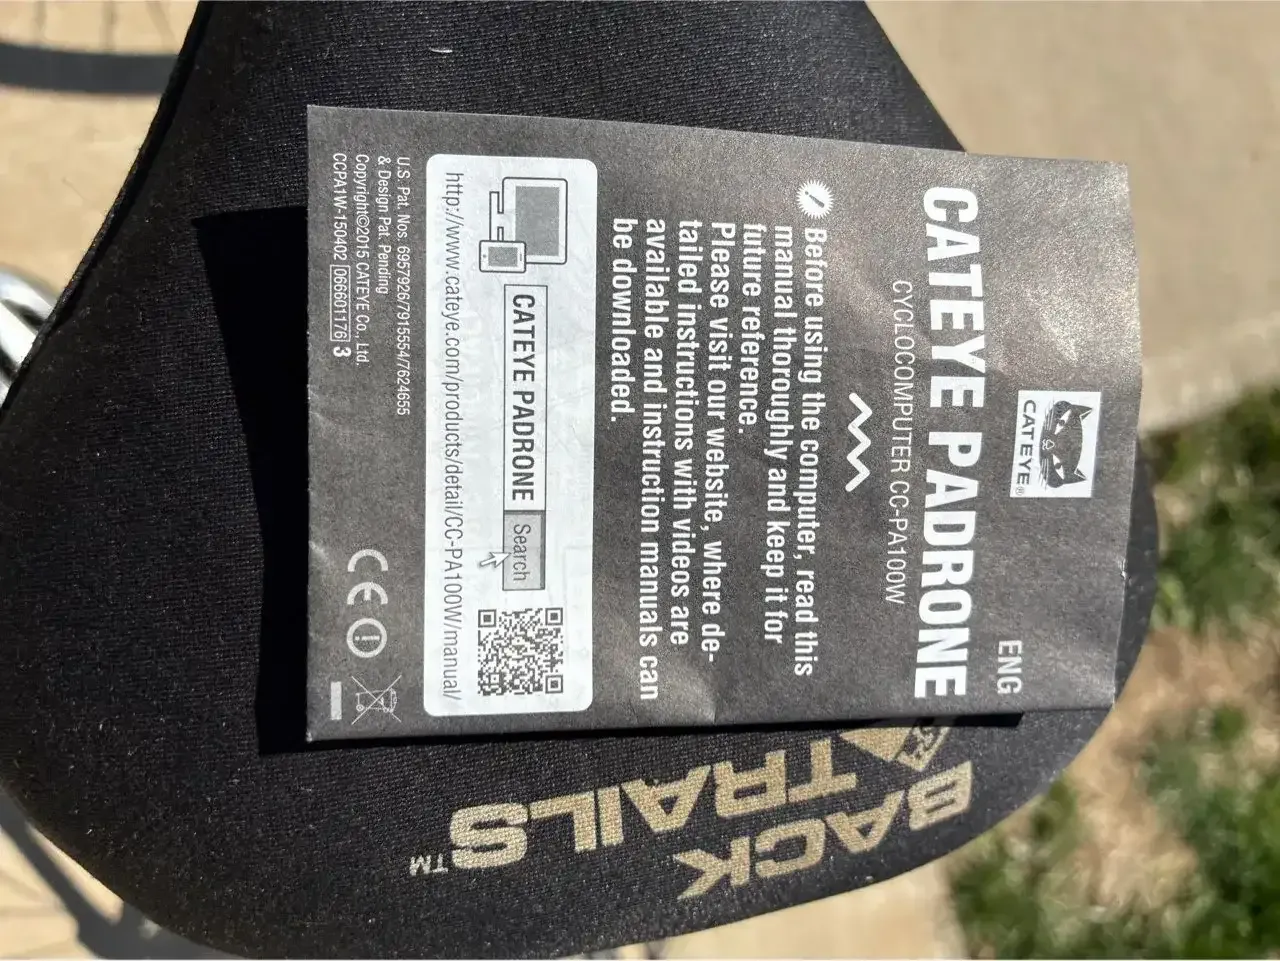 CATEYE®
ENG
CATEYE PADRONE
CYCLOCOMPUTER CC-PA100W
Before using the computer, read this
manual thoroughly and keep it for
future reference.
Please visit our website, where de-
tailed instructions with videos are
available and instruction manuals can
be downloaded.
CATEYE PADRONE Search
http://www.cateye.com/products/detail/CC-PA100W/manual/
U.S. Pat. Nos. 6957926/7915554/7624655
& Design Pat. Pending
Copyright©2015 CATEYE Co., Ltd.
CCPA1W-150402 066601176 3
CE
BACK
TRAILS™